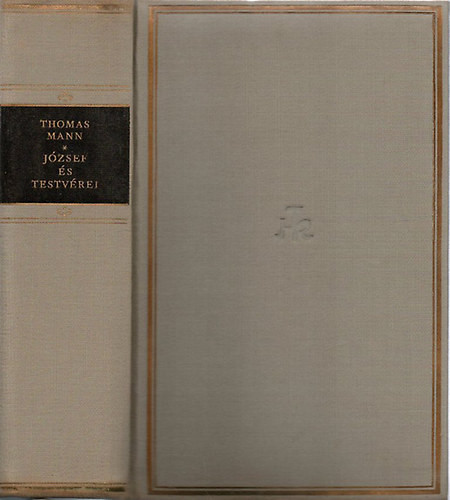 THOMAS
MANN
*
JÓZSEF
ÉS
TESTVÉREI